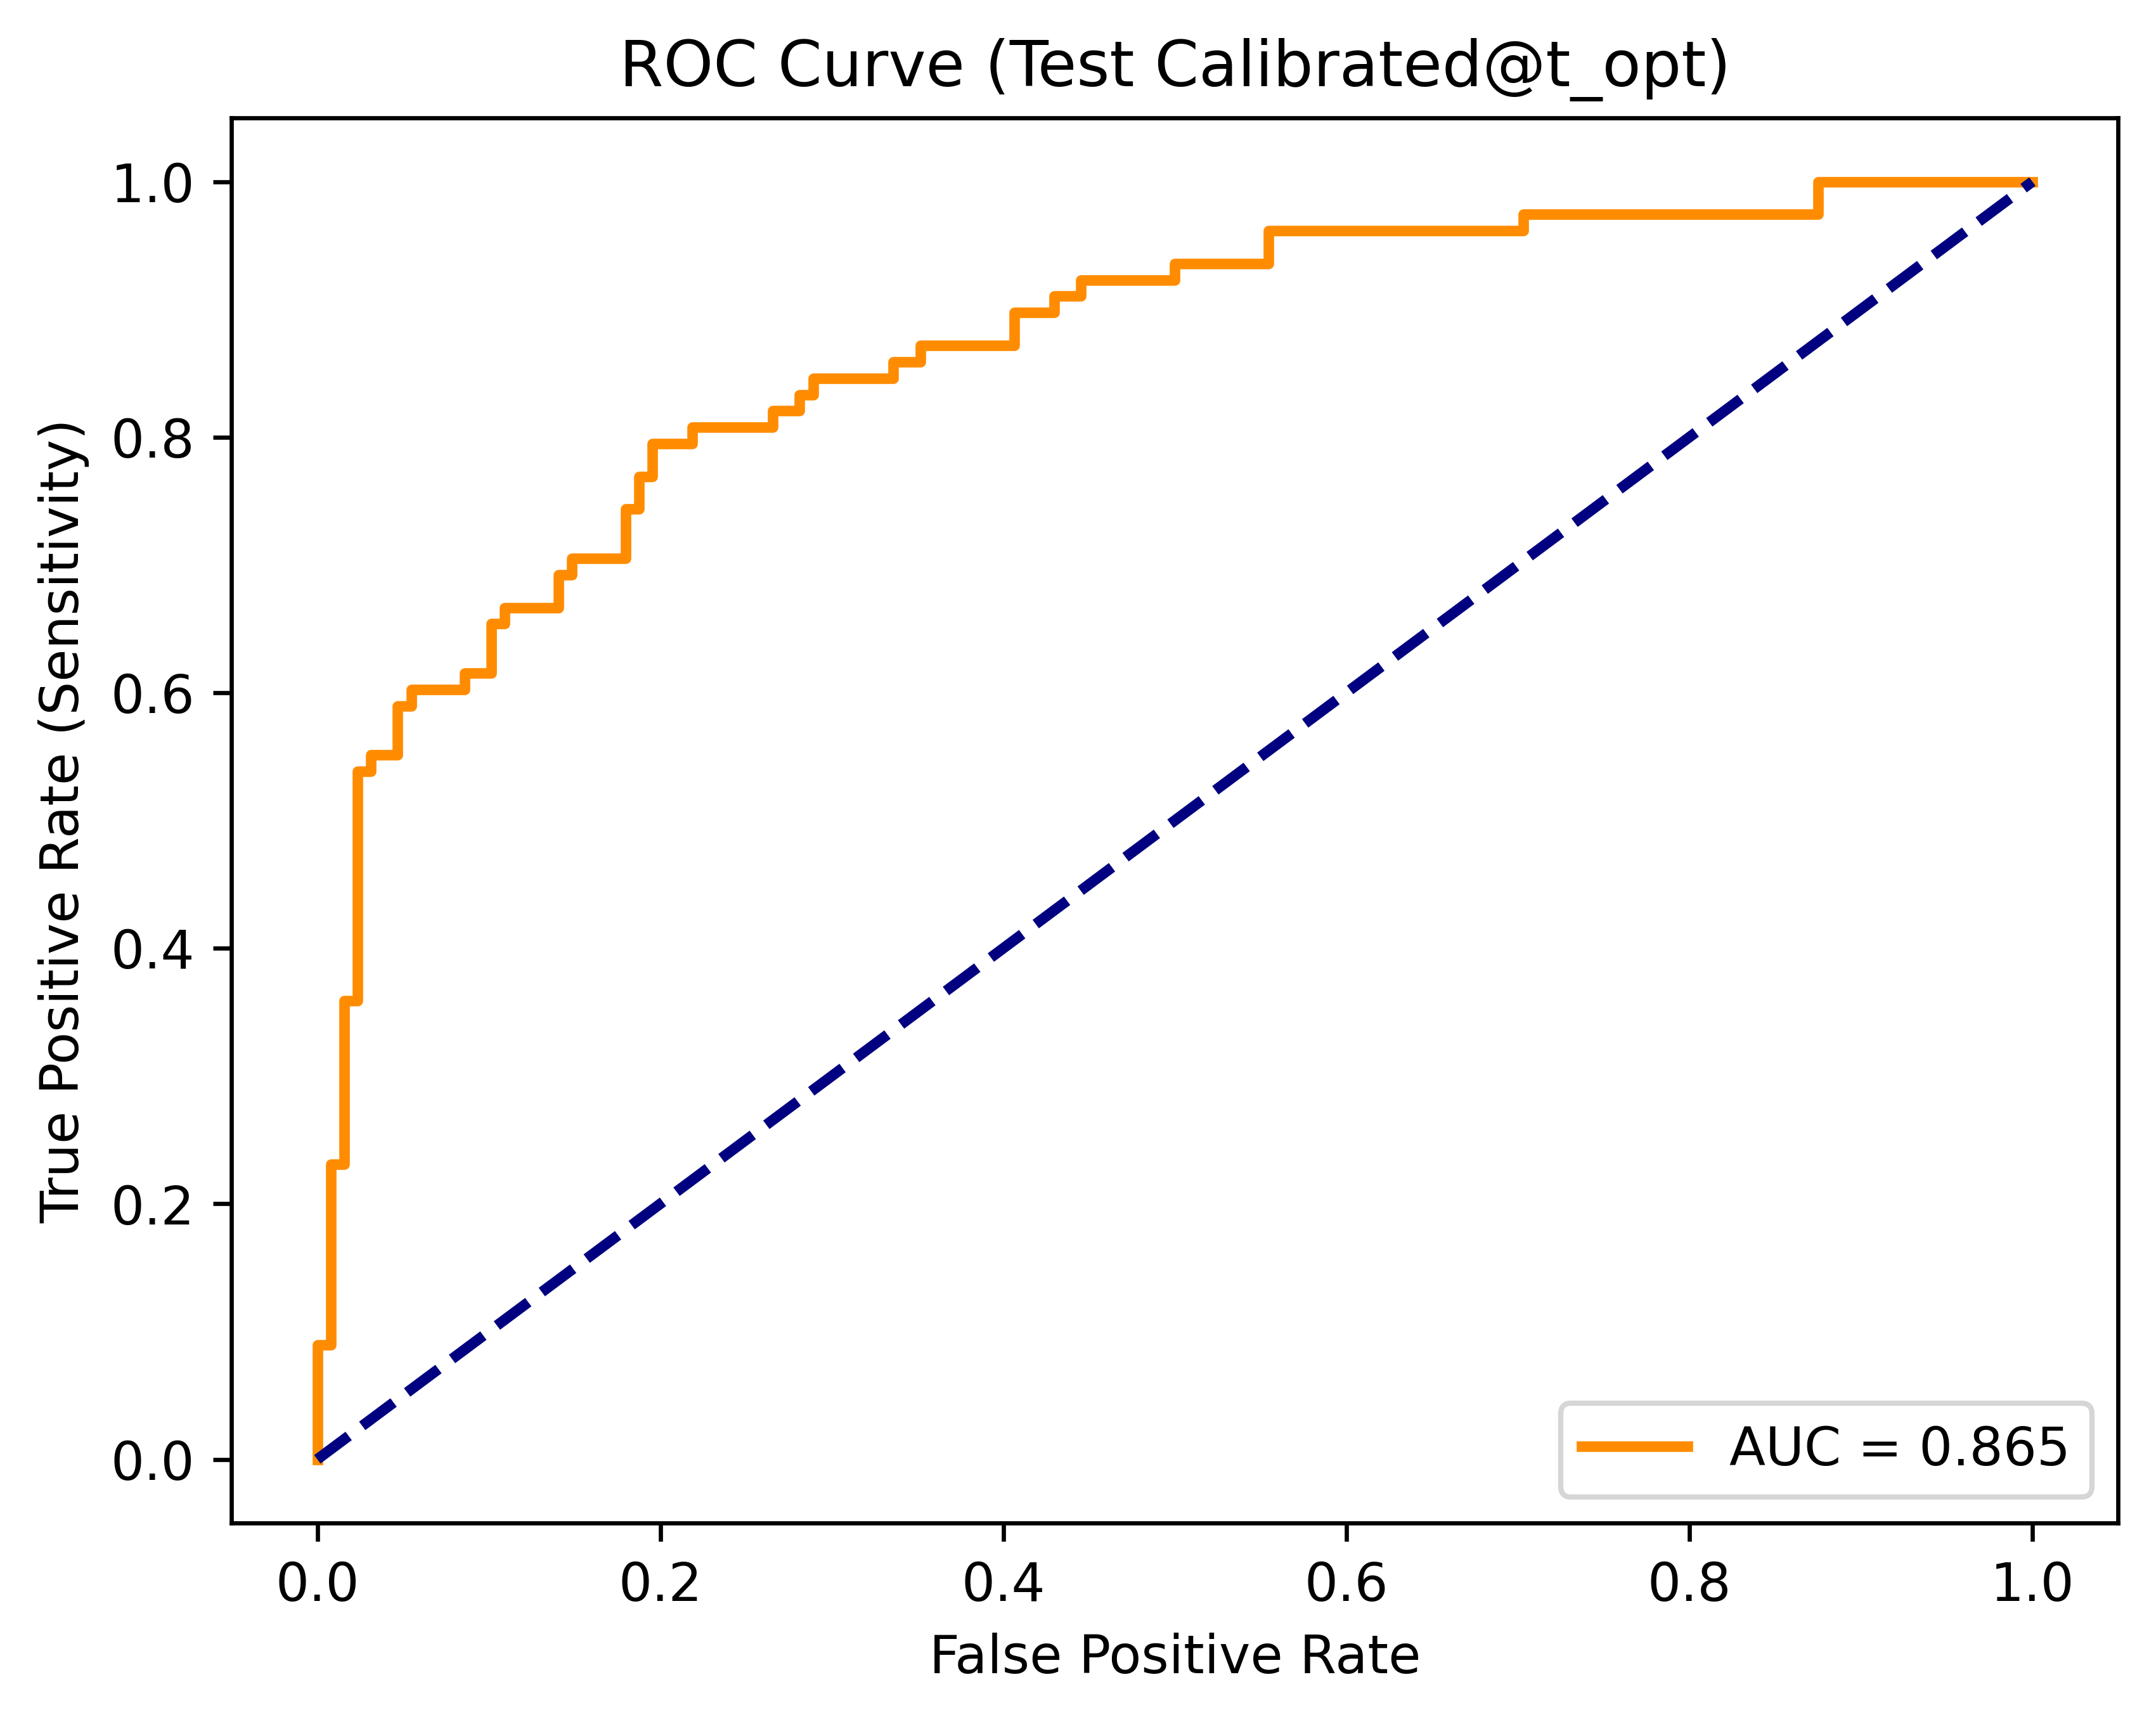 ROC Curve (Test Calibrated@t_opt)
True Positive Rate (Sensitivity)
1.0
0.8
0.6
0.4
0.2
0.0
AUC = 0.865
0.0 0.2 0.4 0.6 0.8 1.0
False Positive Rate